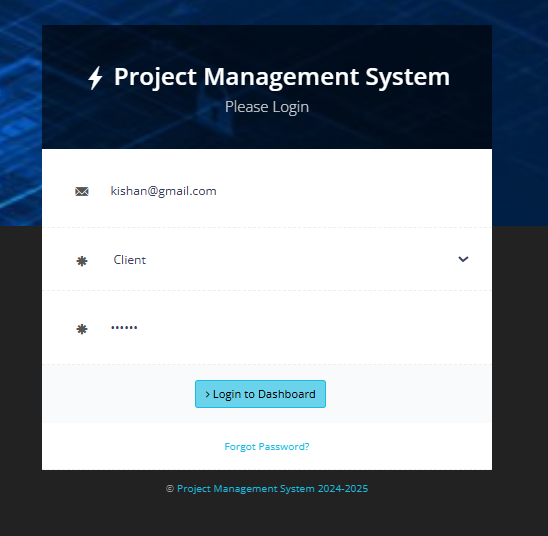 Project Management System
Please Login
kishan@gmail.com
Client
••••••
Login to Dashboard
Forgot Password?
© Project Management System 2024-2025